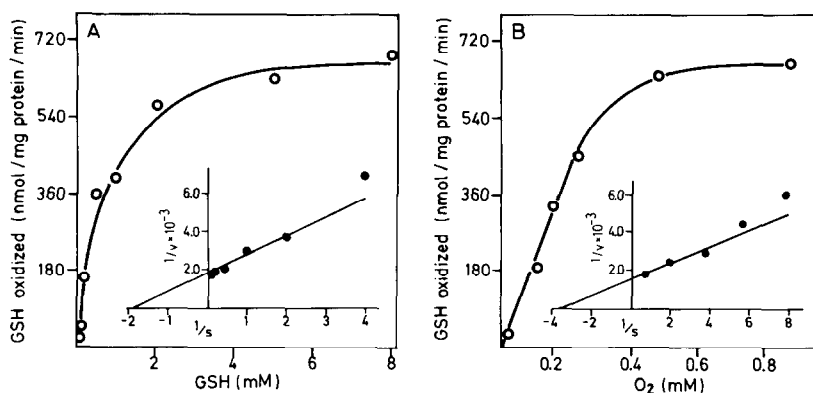 A
GSH oxidized (nmol/mg protein/min)
720
540
360
180
1/v×10⁻³
6.0
4.0
2.0
-2 -1 1 2 4
1/s
2 4 6 8
GSH (mM)
B
GSH oxidized (nmol/mg protein/min)
720
540
360
180
1/v×10⁻³
6.0
4.0
2.0
-4 -2 2 4 6 8
1/s
0.2 0.4 0.6 0.8
O₂ (mM)